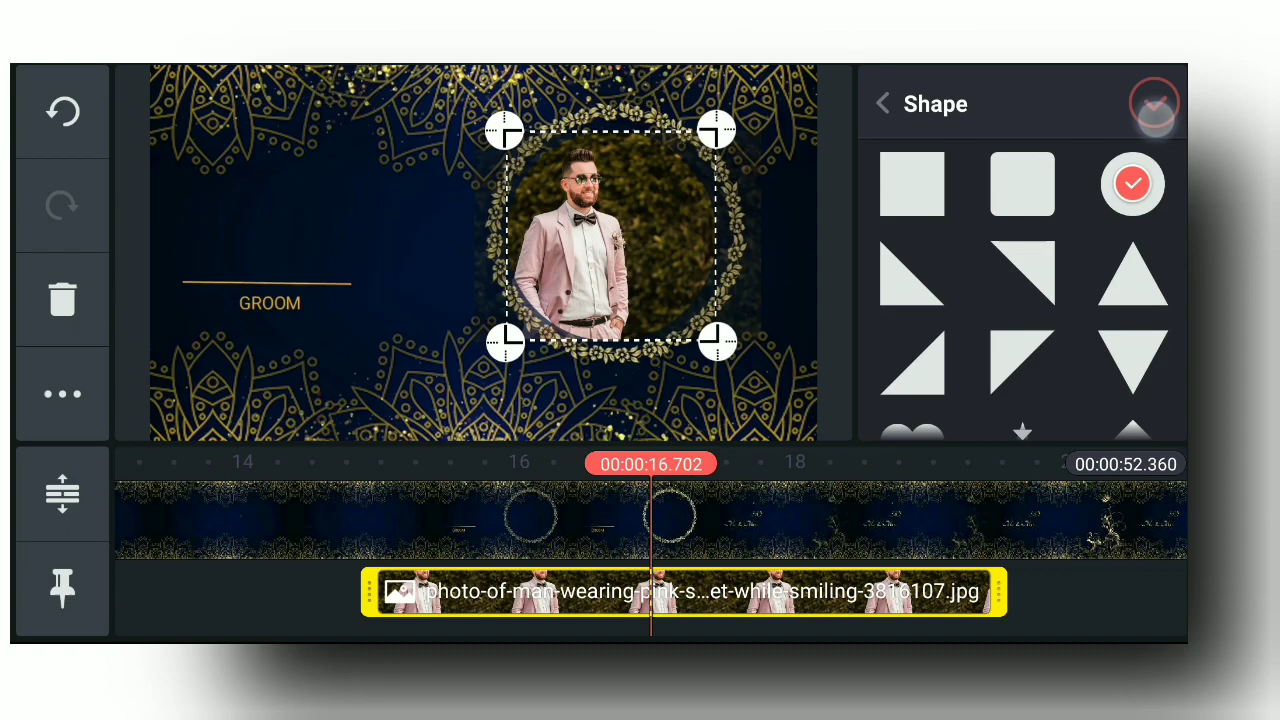 Shape
GROOM
14
16
00:00:16.702
18
00:00:52.360
photo-of-man-wearing-pink-s...et-while-smiling-3816107.jpg